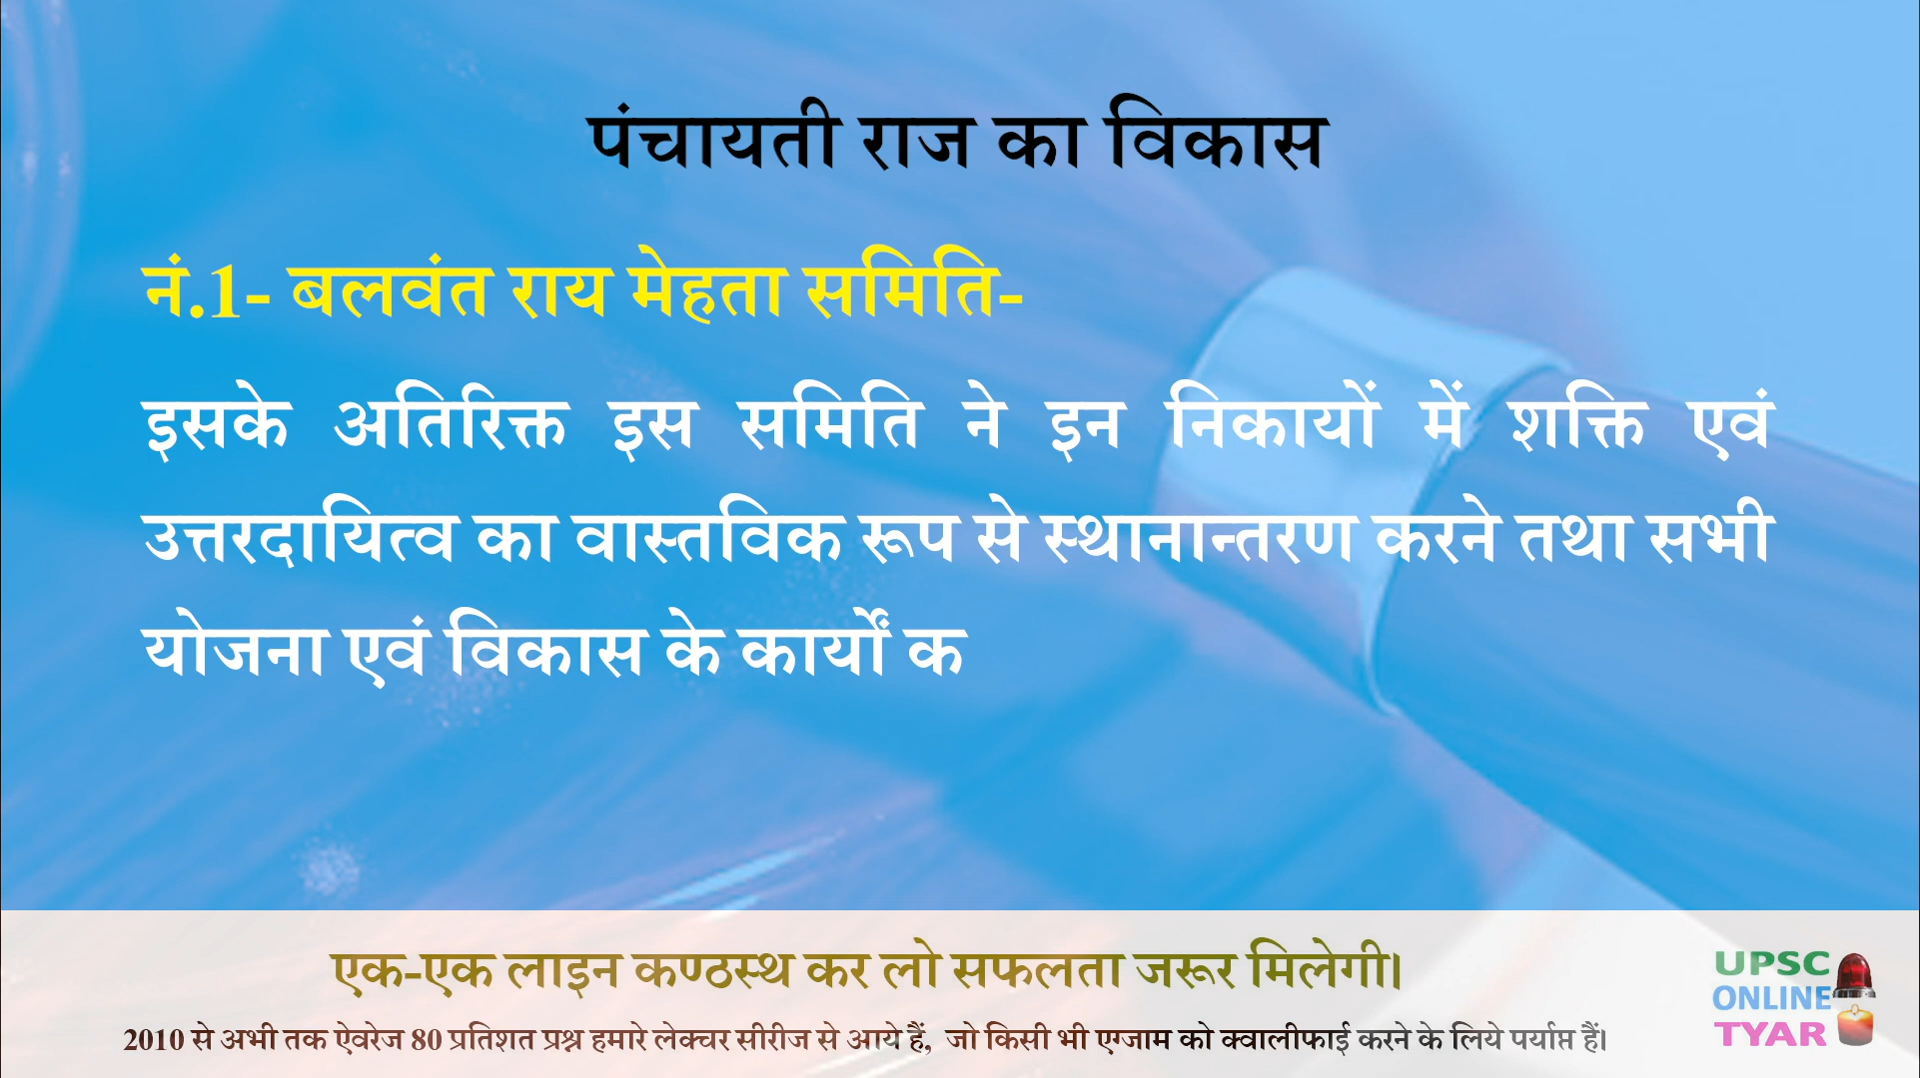 पंचायती राज का विकास
नं.1- बलवंत राय मेहता समिति-
इसके अतिरिक्त इस समिति ने इन निकायों में शक्ति एवं
उत्तरदायित्व का वास्तविक रूप से स्थानान्तरण करने तथा सभी
योजना एवं विकास के कार्यों क
एक-एक लाइन कण्ठस्थ कर लो सफलता जरूर मिलेगी।
2010 से अभी तक ऐवरेज 80 प्रतिशत प्रश्न हमारे लेक्चर सीरीज से आये हैं, जो किसी भी एग्जाम को क्वालीफाई करने के लिये पर्याप्त हैं।
UPSC
ONLINE
TYAR